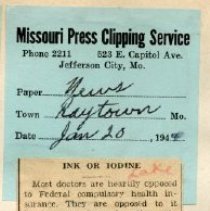 Missouri Press Clipping Service
Phone 2211 523 E. Capitol Ave.
Jefferson City, Mo.
Paper News
Town Raytown Mo.
Date Jan 20, 194
INK OR IODINE
Most doctors are heartily opposed
to Federal compulsory health in-
surance. They are opposed to it